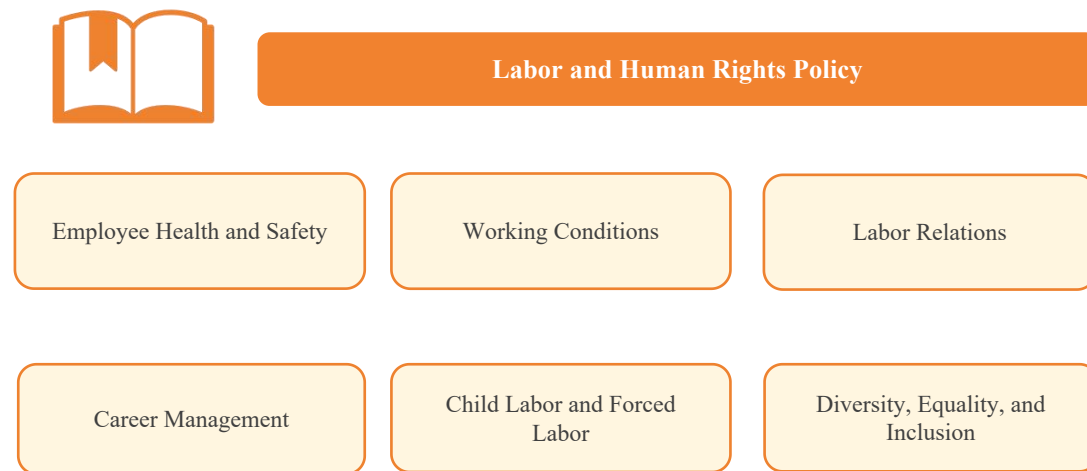 Labor and Human Rights Policy
Employee Health and Safety
Working Conditions
Labor Relations
Career Management
Child Labor and Forced
Labor
Diversity, Equality, and
Inclusion